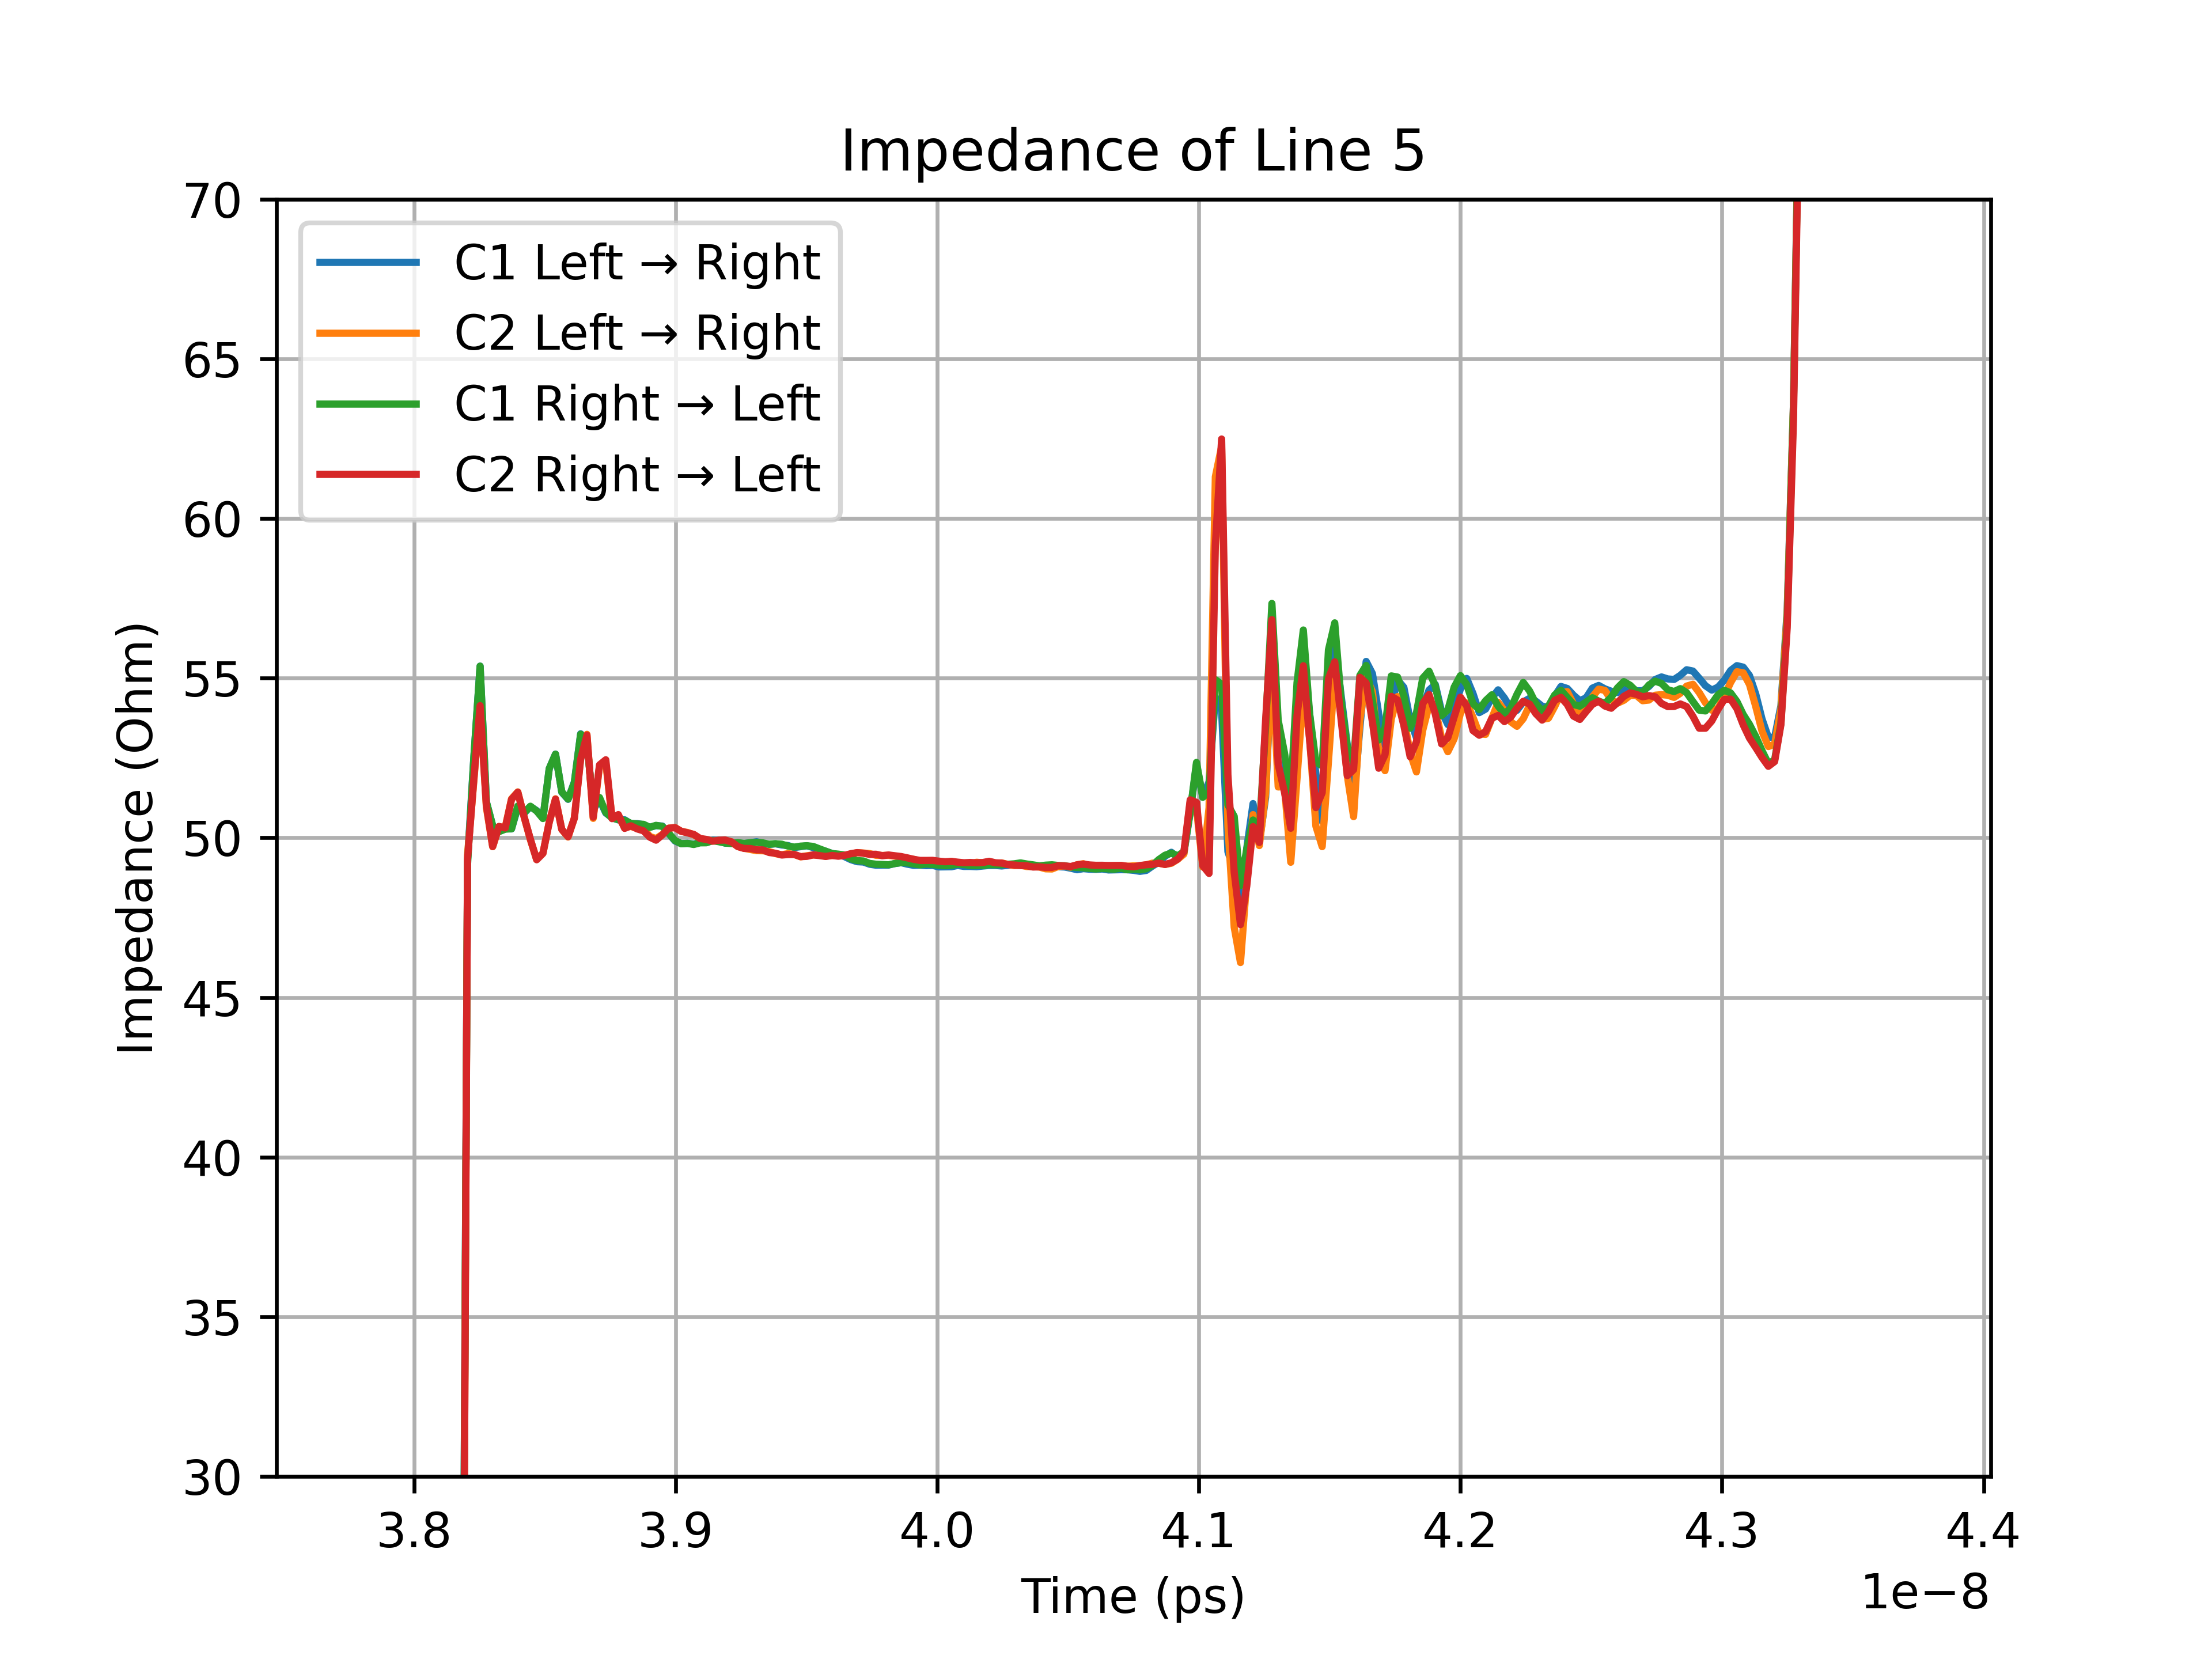 Impedance of Line 5
70
65
60
55
50
45
40
35
30
Impedance (Ohm)
C1 Left → Right
C2 Left → Right
C1 Right → Left
C2 Right → Left
3.8 3.9 4.0 4.1 4.2 4.3 4.4
Time (ps)
1e−8